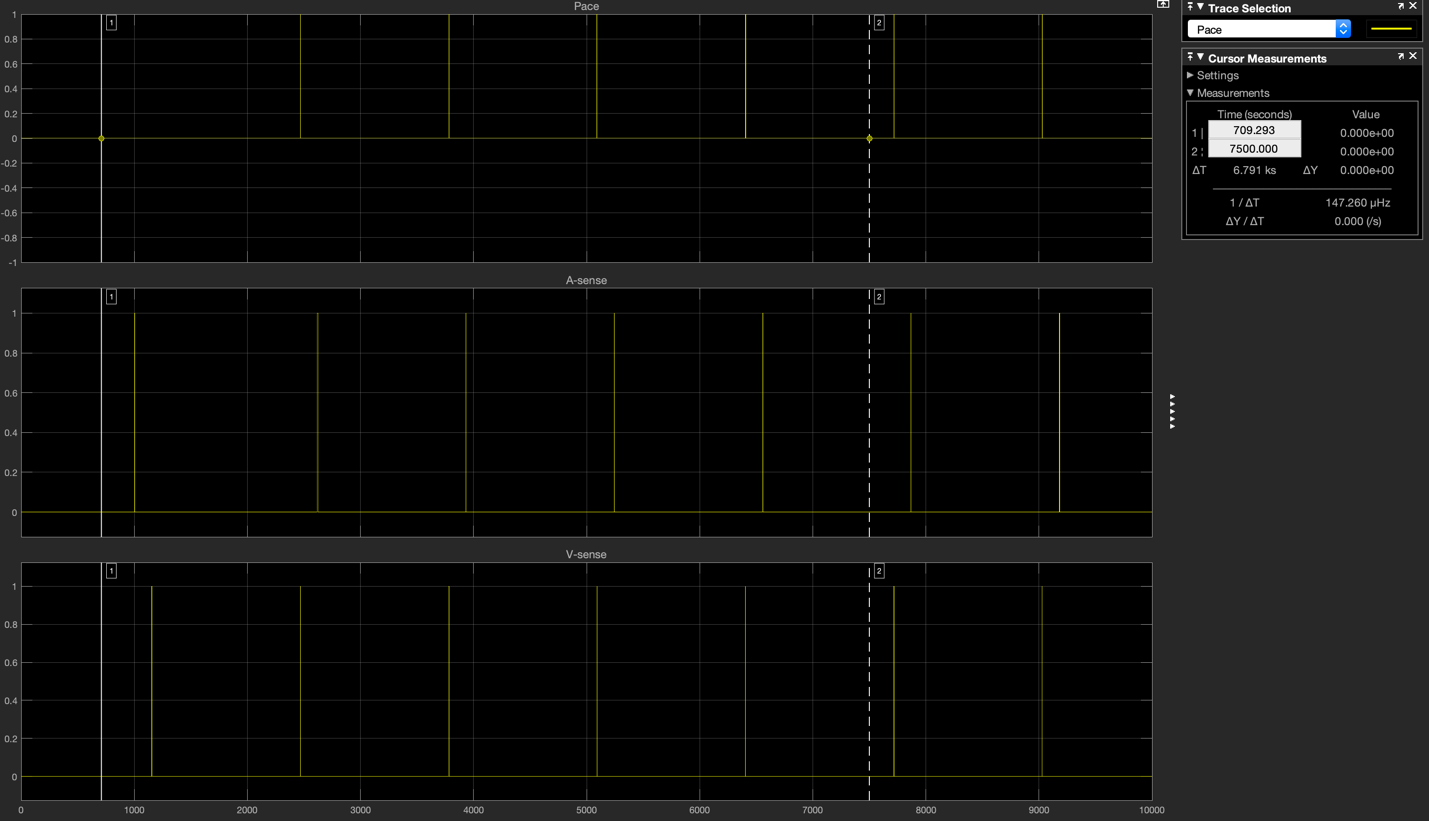 Pace
1
2
1
0.8
0.6
0.4
0.2
0
-0.2
-0.4
-0.6
-0.8
-1
A-sense
1
2
1
0.8
0.6
0.4
0.2
0
V-sense
1
2
1
0.8
0.6
0.4
0.2
0
0 1000 2000 3000 4000 5000 6000 7000 8000 9000 10000
Trace Selection
Pace
Cursor Measurements
Settings
Measurements
Time (seconds) Value
1 | 709.293 0.000e+00
2 ¦ 7500.000 0.000e+00
ΔT 6.791 ks ΔY 0.000e+00
1 / ΔT 147.260 µHz
ΔY / ΔT 0.000 (/s)